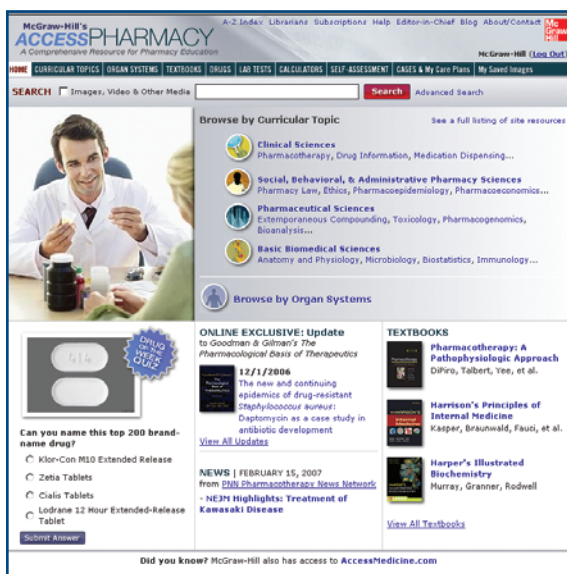 McGraw-Hill's
ACCESSPHARMACY
A Comprehensive Resource for Pharmacy Education
A-Z Index Librarians Subscriptions Help Editor-in-Chief Blog About/Contact
Mc
Graw
Hill
McGraw-Hill (Log Out)
HOME CURRICULAR TOPICS ORGAN SYSTEMS TEXTBOOKS DRUGS LAB TESTS CALCULATORS SELF-ASSESSMENT CASES & My Care Plans My Saved Images
SEARCH Images, Video & Other Media Search Advanced Search
Browse by Curricular Topic
See a full listing of site resources
Clinical Sciences
Pharmacotherapy, Drug Information, Medication Dispensing...
Social, Behavioral, & Administrative Pharmacy Sciences
Pharmacy Law, Ethics, Pharmacoepidemiology, Pharmacoeconomics...
Pharmaceutical Sciences
Extemporaneous Compounding, Toxicology, Pharmacogenomics,
Bioanalysis...
Basic Biomedical Sciences
Anatomy and Physiology, Microbiology, Biostatistics, Immunology...
Browse by Organ Systems
DRUG
OF THE
WEEK
QUIZ
414
Can you name this top 200 brand-
name drug?
Klor-Con M10 Extended Release
Zetia Tablets
Cialis Tablets
Lodrane 12 Hour Extended-Release
Tablet
Submit Answer
ONLINE EXCLUSIVE: Update
to Goodman & Gilman's The
Pharmacological Basis of Therapeutics
12/1/2006
The new and continuing
epidemics of drug-resistant
Staphylococcus aureus:
Daptomycin as a case study in
antibiotic development
View All Updates
NEWS | FEBRUARY 15, 2007
from PNN Pharmacotherapy News Network
- NEJM Highlights: Treatment of
Kawasaki Disease
TEXTBOOKS
Pharmacotherapy: A
Pathophysiologic Approach
DiPiro, Talbert, Yee, et al.
Harrison's Principles of
Internal Medicine
Kasper, Braunwald, Fauci, et al.
Harper's Illustrated
Biochemistry
Murray, Granner, Rodwell
View All Textbooks
Did you know? McGraw-Hill also has access to AccessMedicine.com